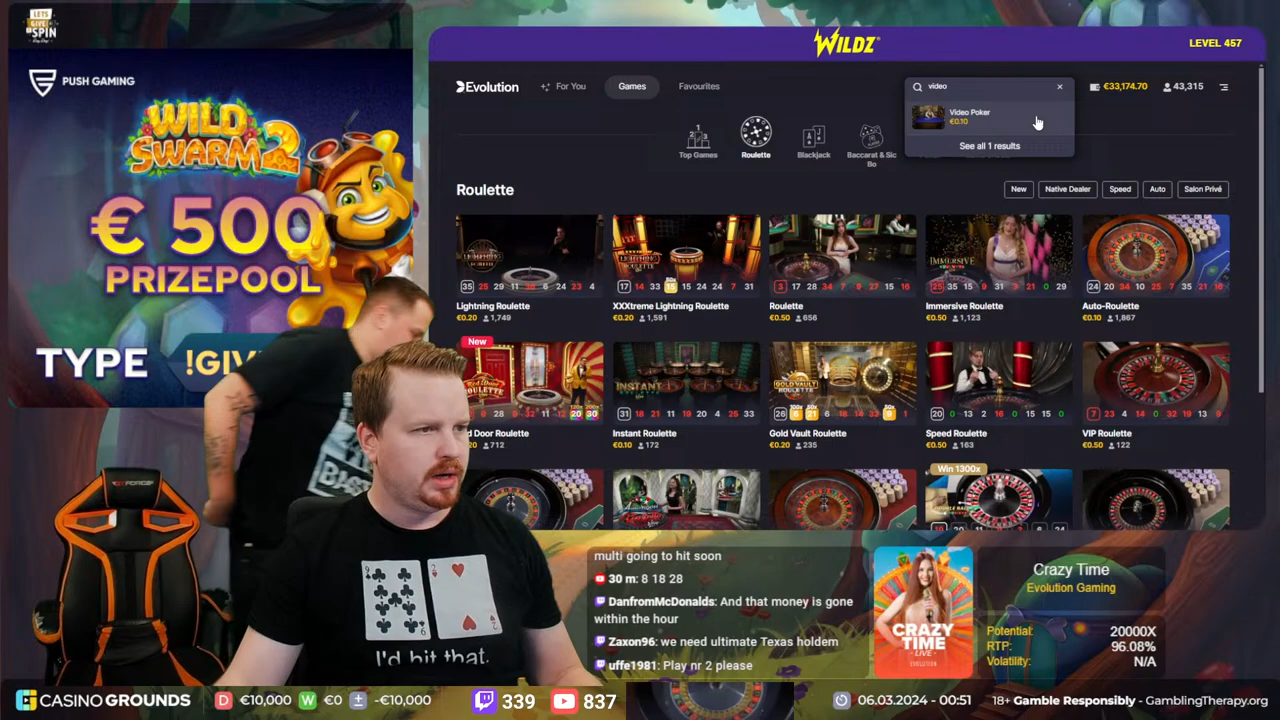 LETS
GIVE IT A
SPIN
PUSH GAMING
WILD
SWARM 2
€ 500
PRIZEPOOL
TYPE !GIV
WILDZ
LEVEL 457
Evolution
For You
Games
Favourites
video
Video Poker
€0.10
See all 1 results
€33,174.70
43,315
Top Games
Roulette
Blackjack
Baccarat & Sic
Bo
Roulette
New
Native Dealer
Speed
Auto
Salon Privé
Lightning Roulette
€0.20 1,749
XXXtreme Lightning Roulette
€0.20 1,591
Roulette
€0.50 656
Immersive Roulette
€0.50 1,123
Auto-Roulette
€0.10 1,867
New
d Door Roulette
20 712
Instant Roulette
€0.10 172
Gold Vault Roulette
€0.20 235
Speed Roulette
€0.50 163
VIP Roulette
€0.50 122
Win 1300x
I'd hit that.
multi going to hit soon
30 m: 8 18 28
DanfromMcDonalds: And that money is gone
within the hour
Zaxon96: we need ultimate Texas holdem
uffe1981: Play nr 2 please
CRAZY
TIME
LIVE
EVOLUTION
Crazy Time
Evolution Gaming
Potential: 20000X
RTP: 96.08%
Volatility: N/A
CASINO GROUNDS
D €10,000 W €0 ± -€10,000
339
837
06.03.2024 - 00:51
18+ Gamble Responsibly - GamblingTherapy.org